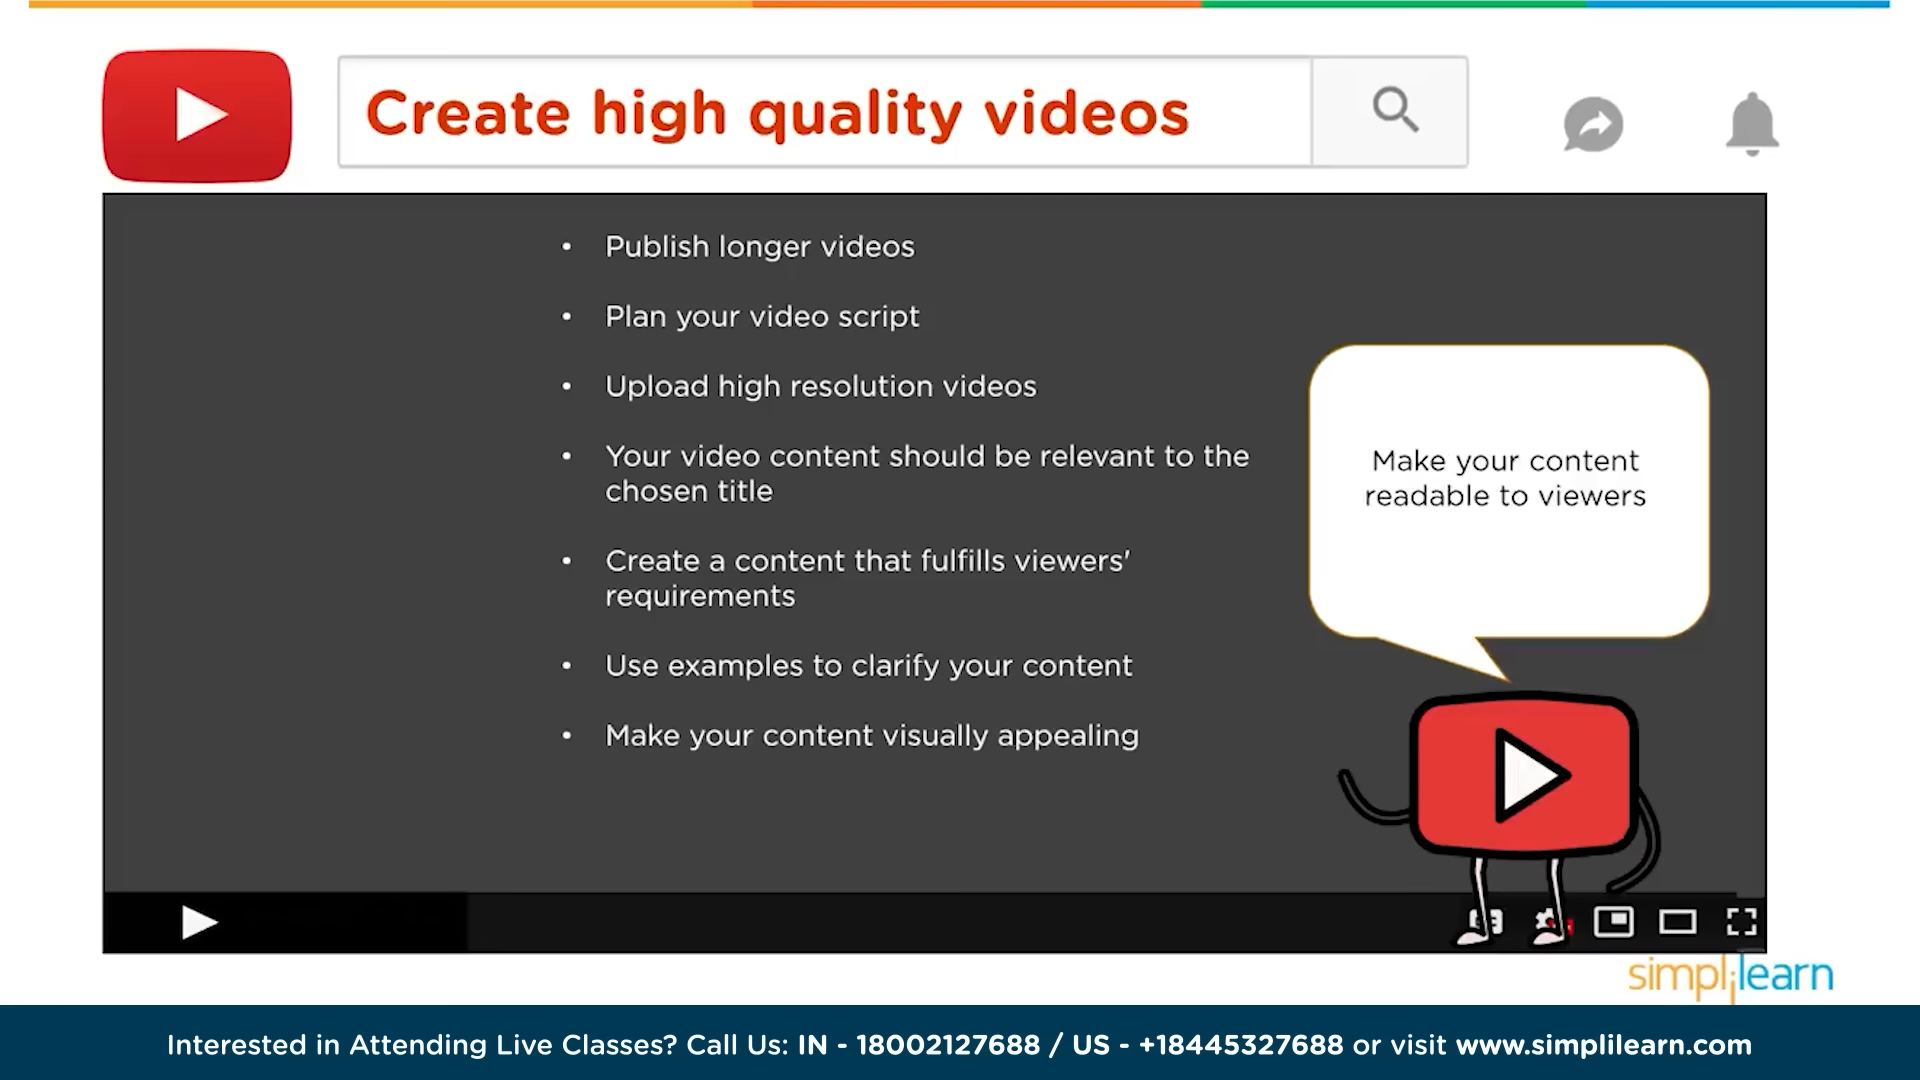 Create high quality videos
• Publish longer videos
• Plan your video script
• Upload high resolution videos
• Your video content should be relevant to the
chosen title
• Create a content that fulfills viewers'
requirements
• Use examples to clarify your content
• Make your content visually appealing
Make your content
readable to viewers
simplilearn
Interested in Attending Live Classes? Call Us: IN - 18002127688 / US - +18445327688 or visit www.simplilearn.com